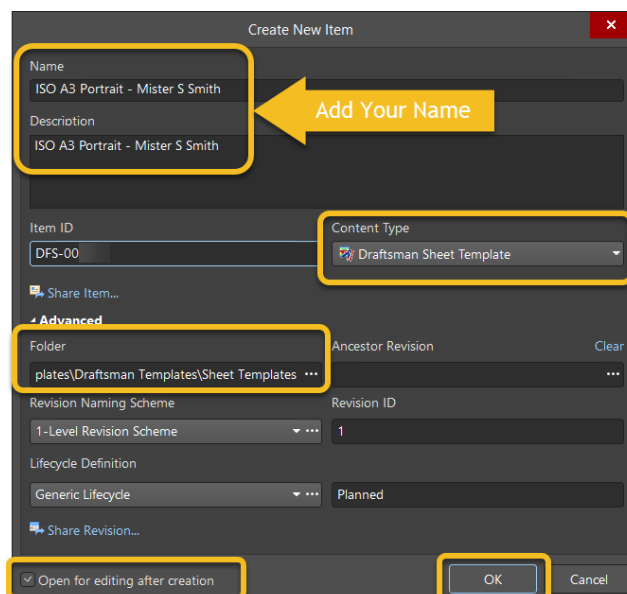 Create New Item
Name
ISO A3 Portrait - Mister S Smith
Add Your Name
Description
ISO A3 Portrait - Mister S Smith
Item ID
Content Type
DFS-00
Draftsman Sheet Template
Share Item...
Advanced
Folder
Ancestor Revision
Clear
plates\Draftsman Templates\Sheet Templates ...
...
Revision Naming Scheme
Revision ID
1-Level Revision Scheme
...
1
Lifecycle Definition
Generic Lifecycle
...
Planned
Share Revision...
Open for editing after creation
OK
Cancel